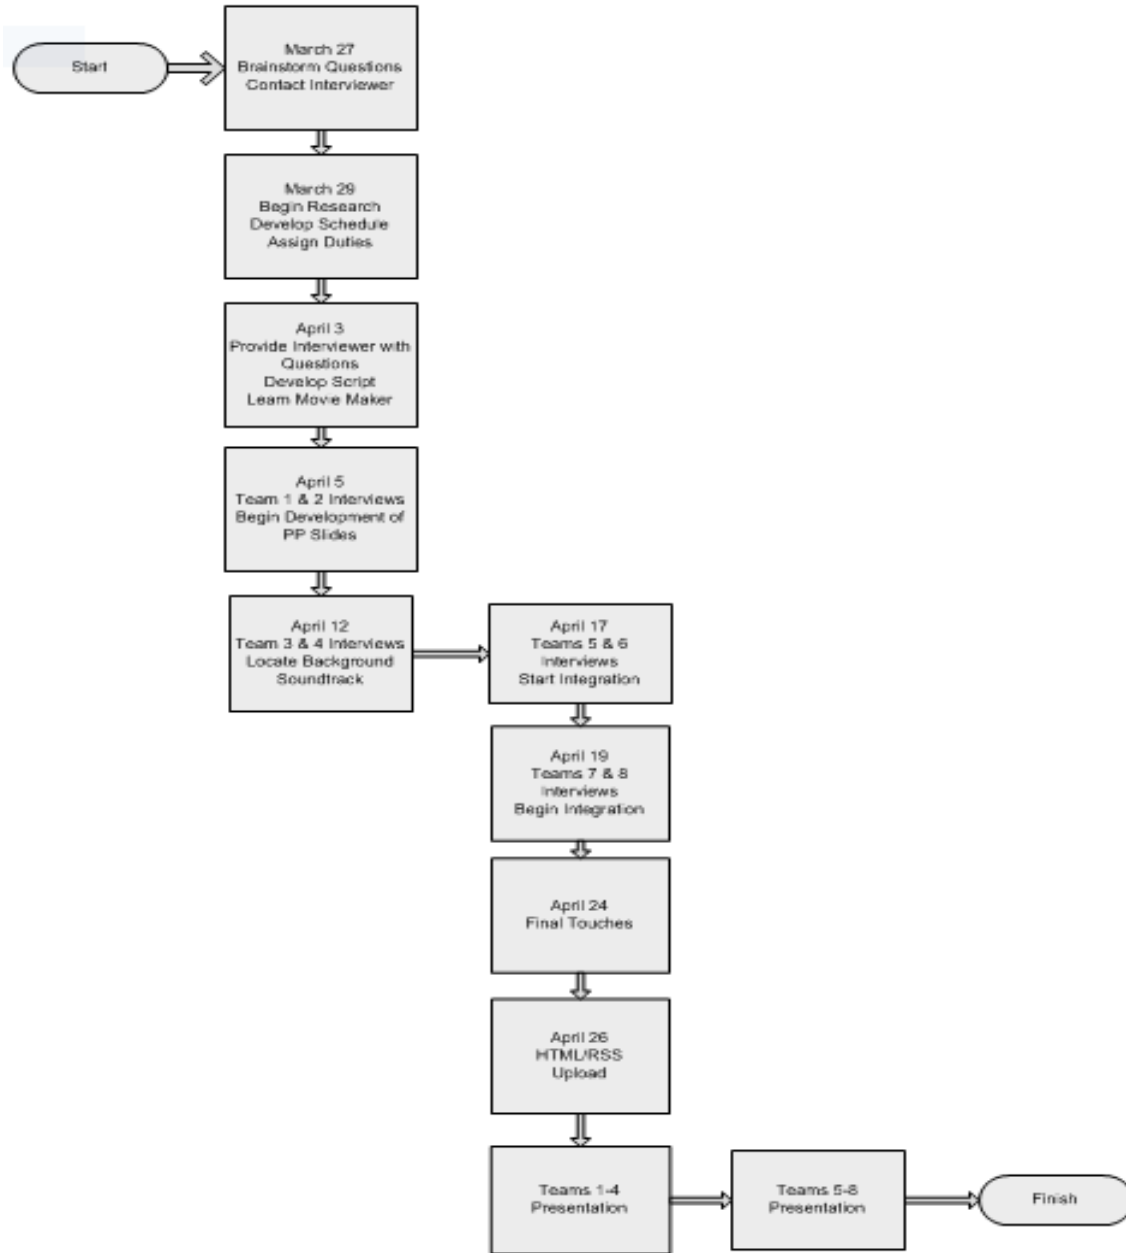 Start
March 27
Brainstorm Questions
Contact Interviewer
March 29
Begin Research
Develop Schedule
Assign Duties
April 3
Provide Interviewer with
Questions
Develop Script
Learn Movie Maker
April 5
Team 1 & 2 Interviews
Begin Development of
PP Slides
April 12
Team 3 & 4 Interviews
Locate Background
Soundtrack
April 17
Teams 5 & 6
Interviews
Start Integration
April 19
Teams 7 & 8
Interviews
Begin Integration
April 24
Final Touches
April 26
HTML/RSS
Upload
Teams 1-4
Presentation
Teams 5-8
Presentation
Finish